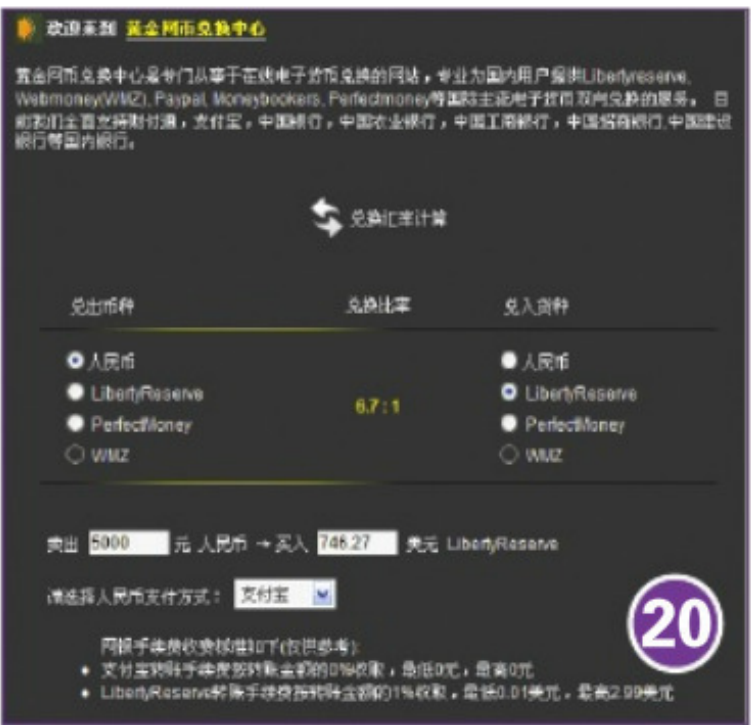 欢迎来到 黄金网币兑换中心
黄金网币兑换中心是专门从事于在线电子货币兑换的网站，专业为国内用户提供Libertyreserve,
Webmoney(WMZ), Paypal, Moneybookers, Perfectmoney等国际主流电子货币双向兑换的服务。 目
前我们全面支持财付通，支付宝，中国银行，中国农业银行，中国工商银行，中国招商银行,中国建设
银行等国内银行。
兑换汇率计算
兑出币种 兑换比率 兑入货种
人民币 人民币
LibertyReserve 6.7 : 1 LibertyReserve
PerfectMoney PerfectMoney
WMZ WMZ
卖出 5000 元 人民币 → 买入 746.27 美元 LibertyReserve
请选择人民币支付方式： 支付宝
20
网银手续费收费标准如下(仅供参考):
支付宝转账手续费按转账金额的0%收取，最低0元，最高0元
LibertyReserve转账手续费按转账金额的1%收取，最低0.01美元，最高2.99美元